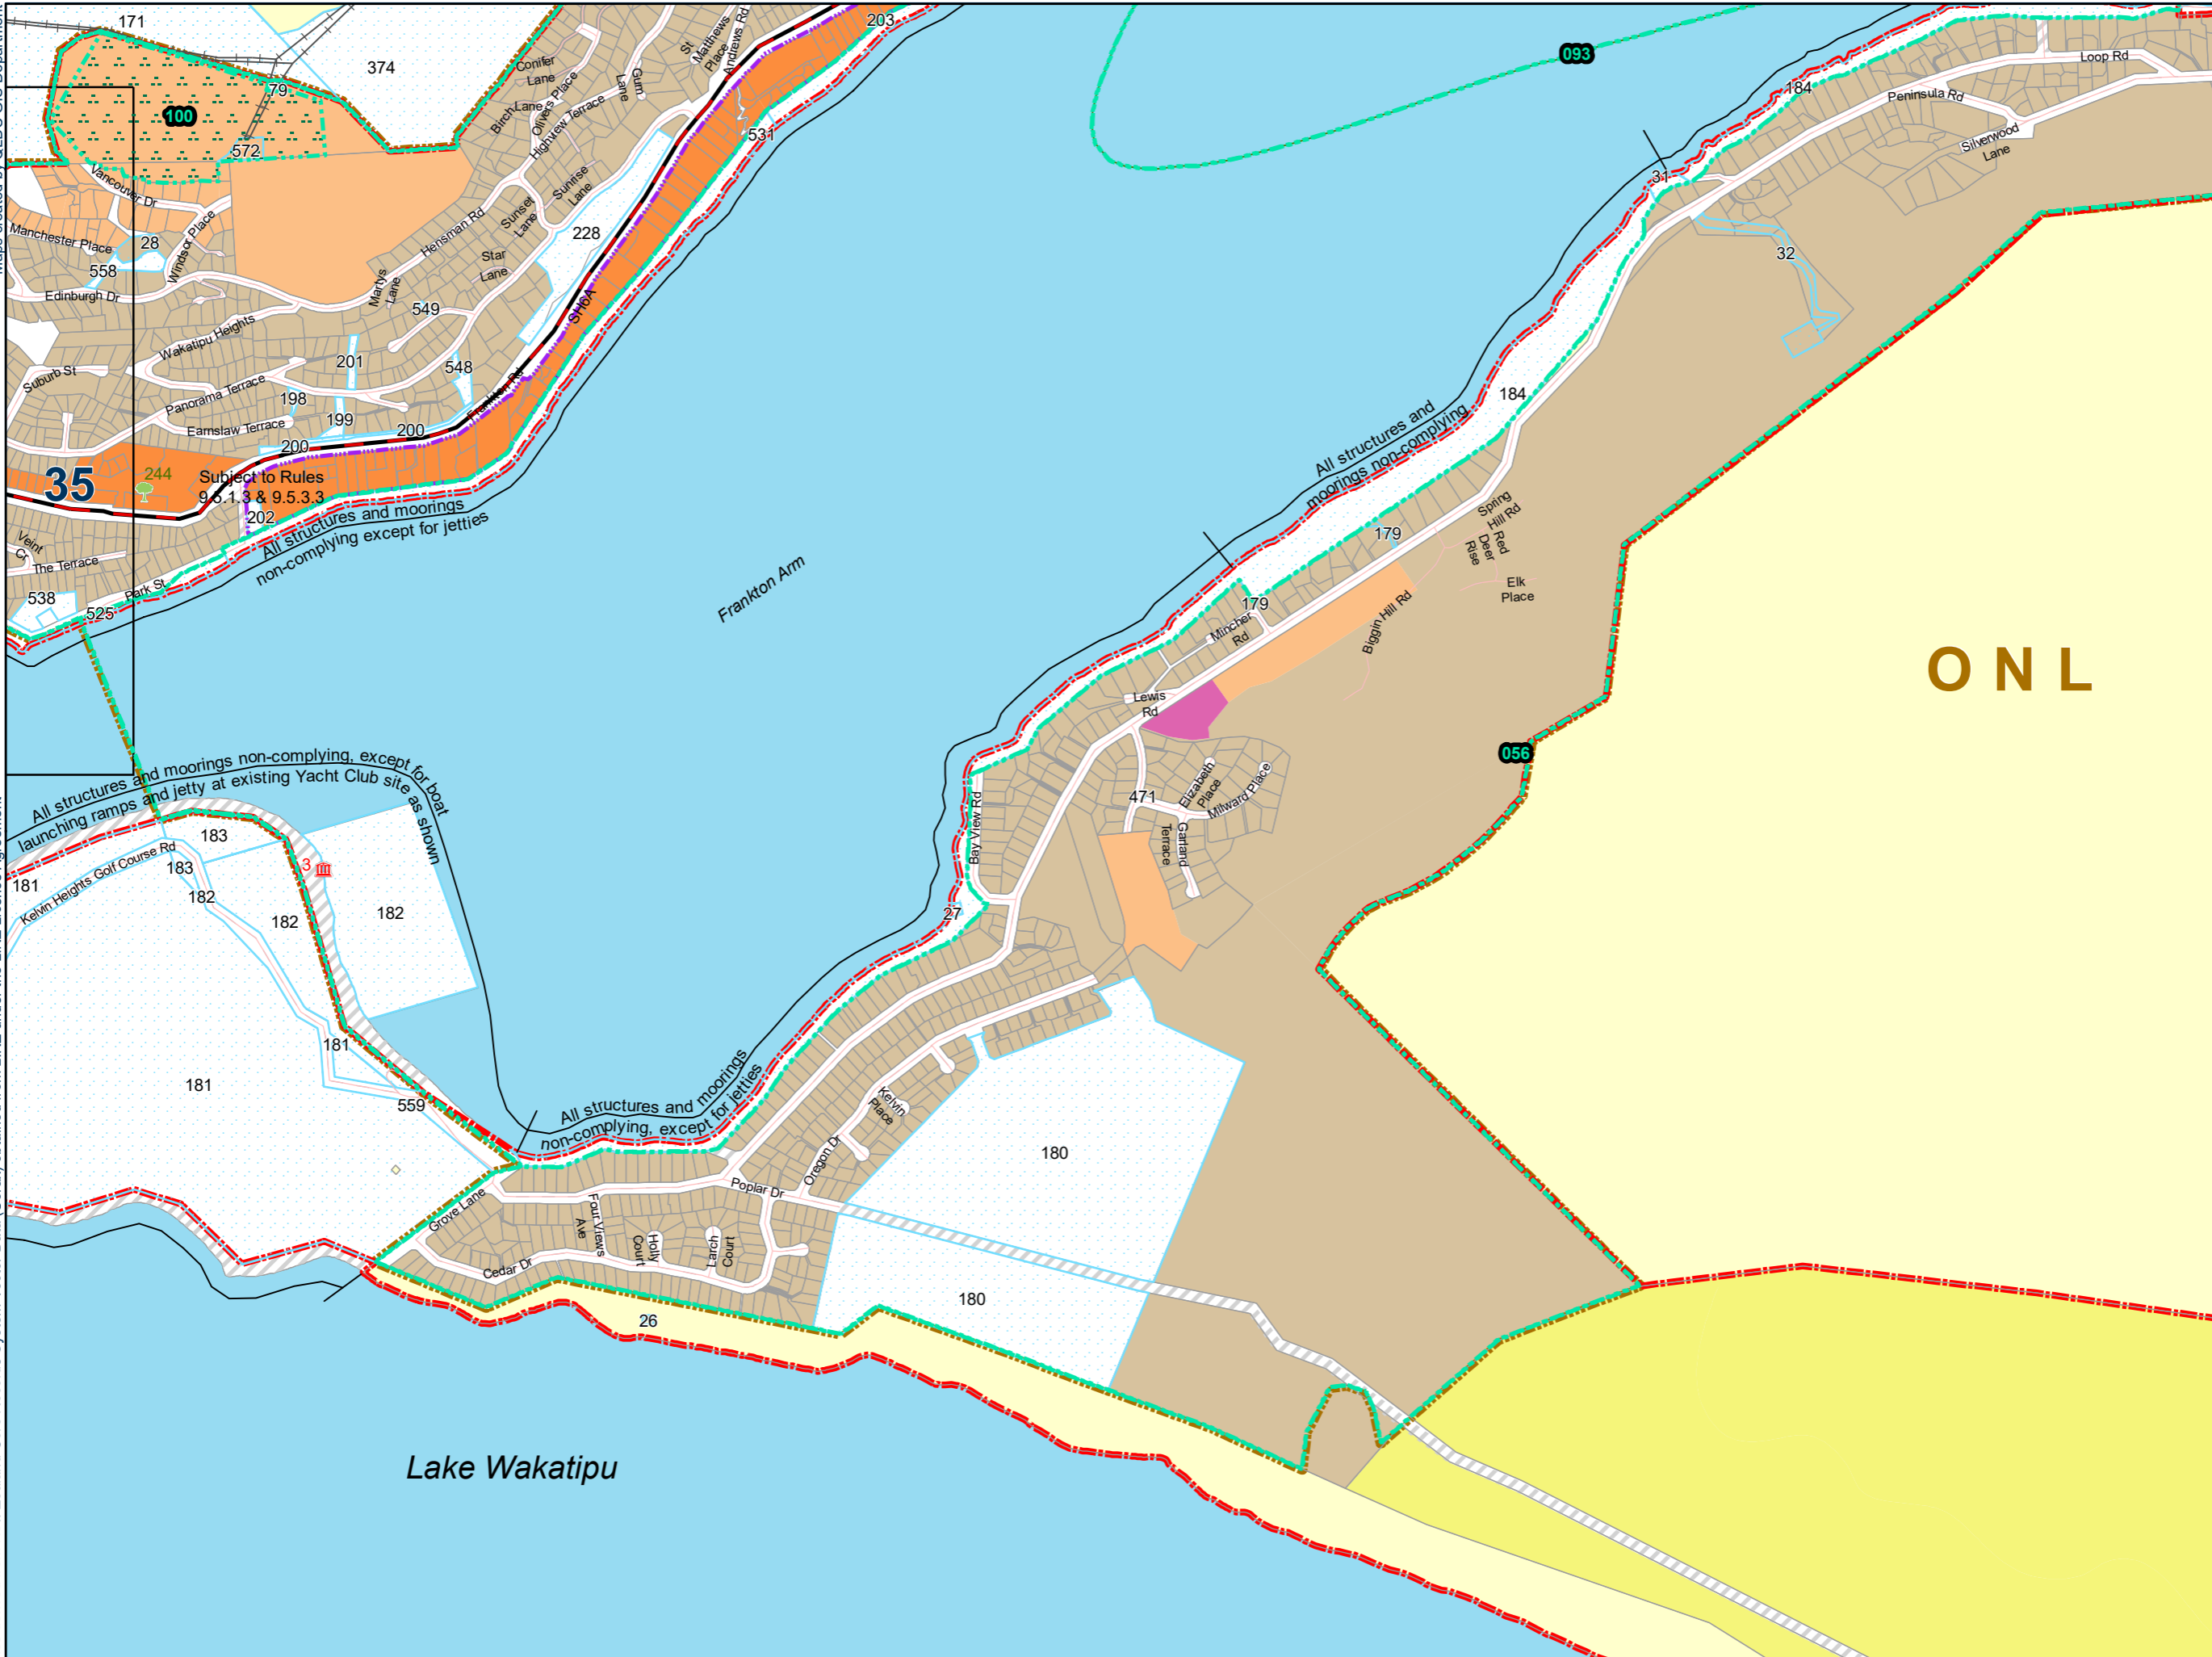 171
203
374
79
100
572
Conifer
Lane
St
Matthews
Place
Andrews Rd
Gum
Lane
Birch Lane
Olivers Place
Highview Terrace
531
093
184
Loop Rd
Peninsula Rd
Silverwood
Lane
31
32
Vancouver Dr
Manchester Place
28
558
Windsor Place
Edinburgh Dr
Hensman Rd
Sunrise
Lane
Sunset
Lane
228
Star
Lane
Martys
Lane
549
SH6A
Wakatipu Heights
201
548
Suburb St
Panorama Terrace
198
199
Frankton Rd
Earnslaw Terrace
200
200
35
244
Subject to Rules
9.5.1.3 & 9.5.3.3
202
All structures and moorings
non-complying except for jetties
Veint
Cr
The Terrace
Park St
538
525
Frankton Arm
184
All structures and
moorings non-complying
179
Spring
Hill Rd
Red
Deer
Rise
Elk
Place
179
Mincher
Rd
Biggin Hill Rd
Lewis
Rd
O N L
056
All structures and moorings non-complying, except for boat
launching ramps and jetty at existing Yacht Club site as
shown
183
183
Kelvin Heights Golf Course Rd
181
182
182
182
3
471
Elizabeth
Place
Milward Place
Garland
Terrace
Bay View Rd
27
181
181
559
All structures and moorings
non-complying, except for jetties
Kelvin
Place
Oregon Dr
Poplar Dr
180
Grove Lane
Four Views
Ave
Holly
Court
Larch
Court
Cedar Dr
180
26
Lake Wakatipu